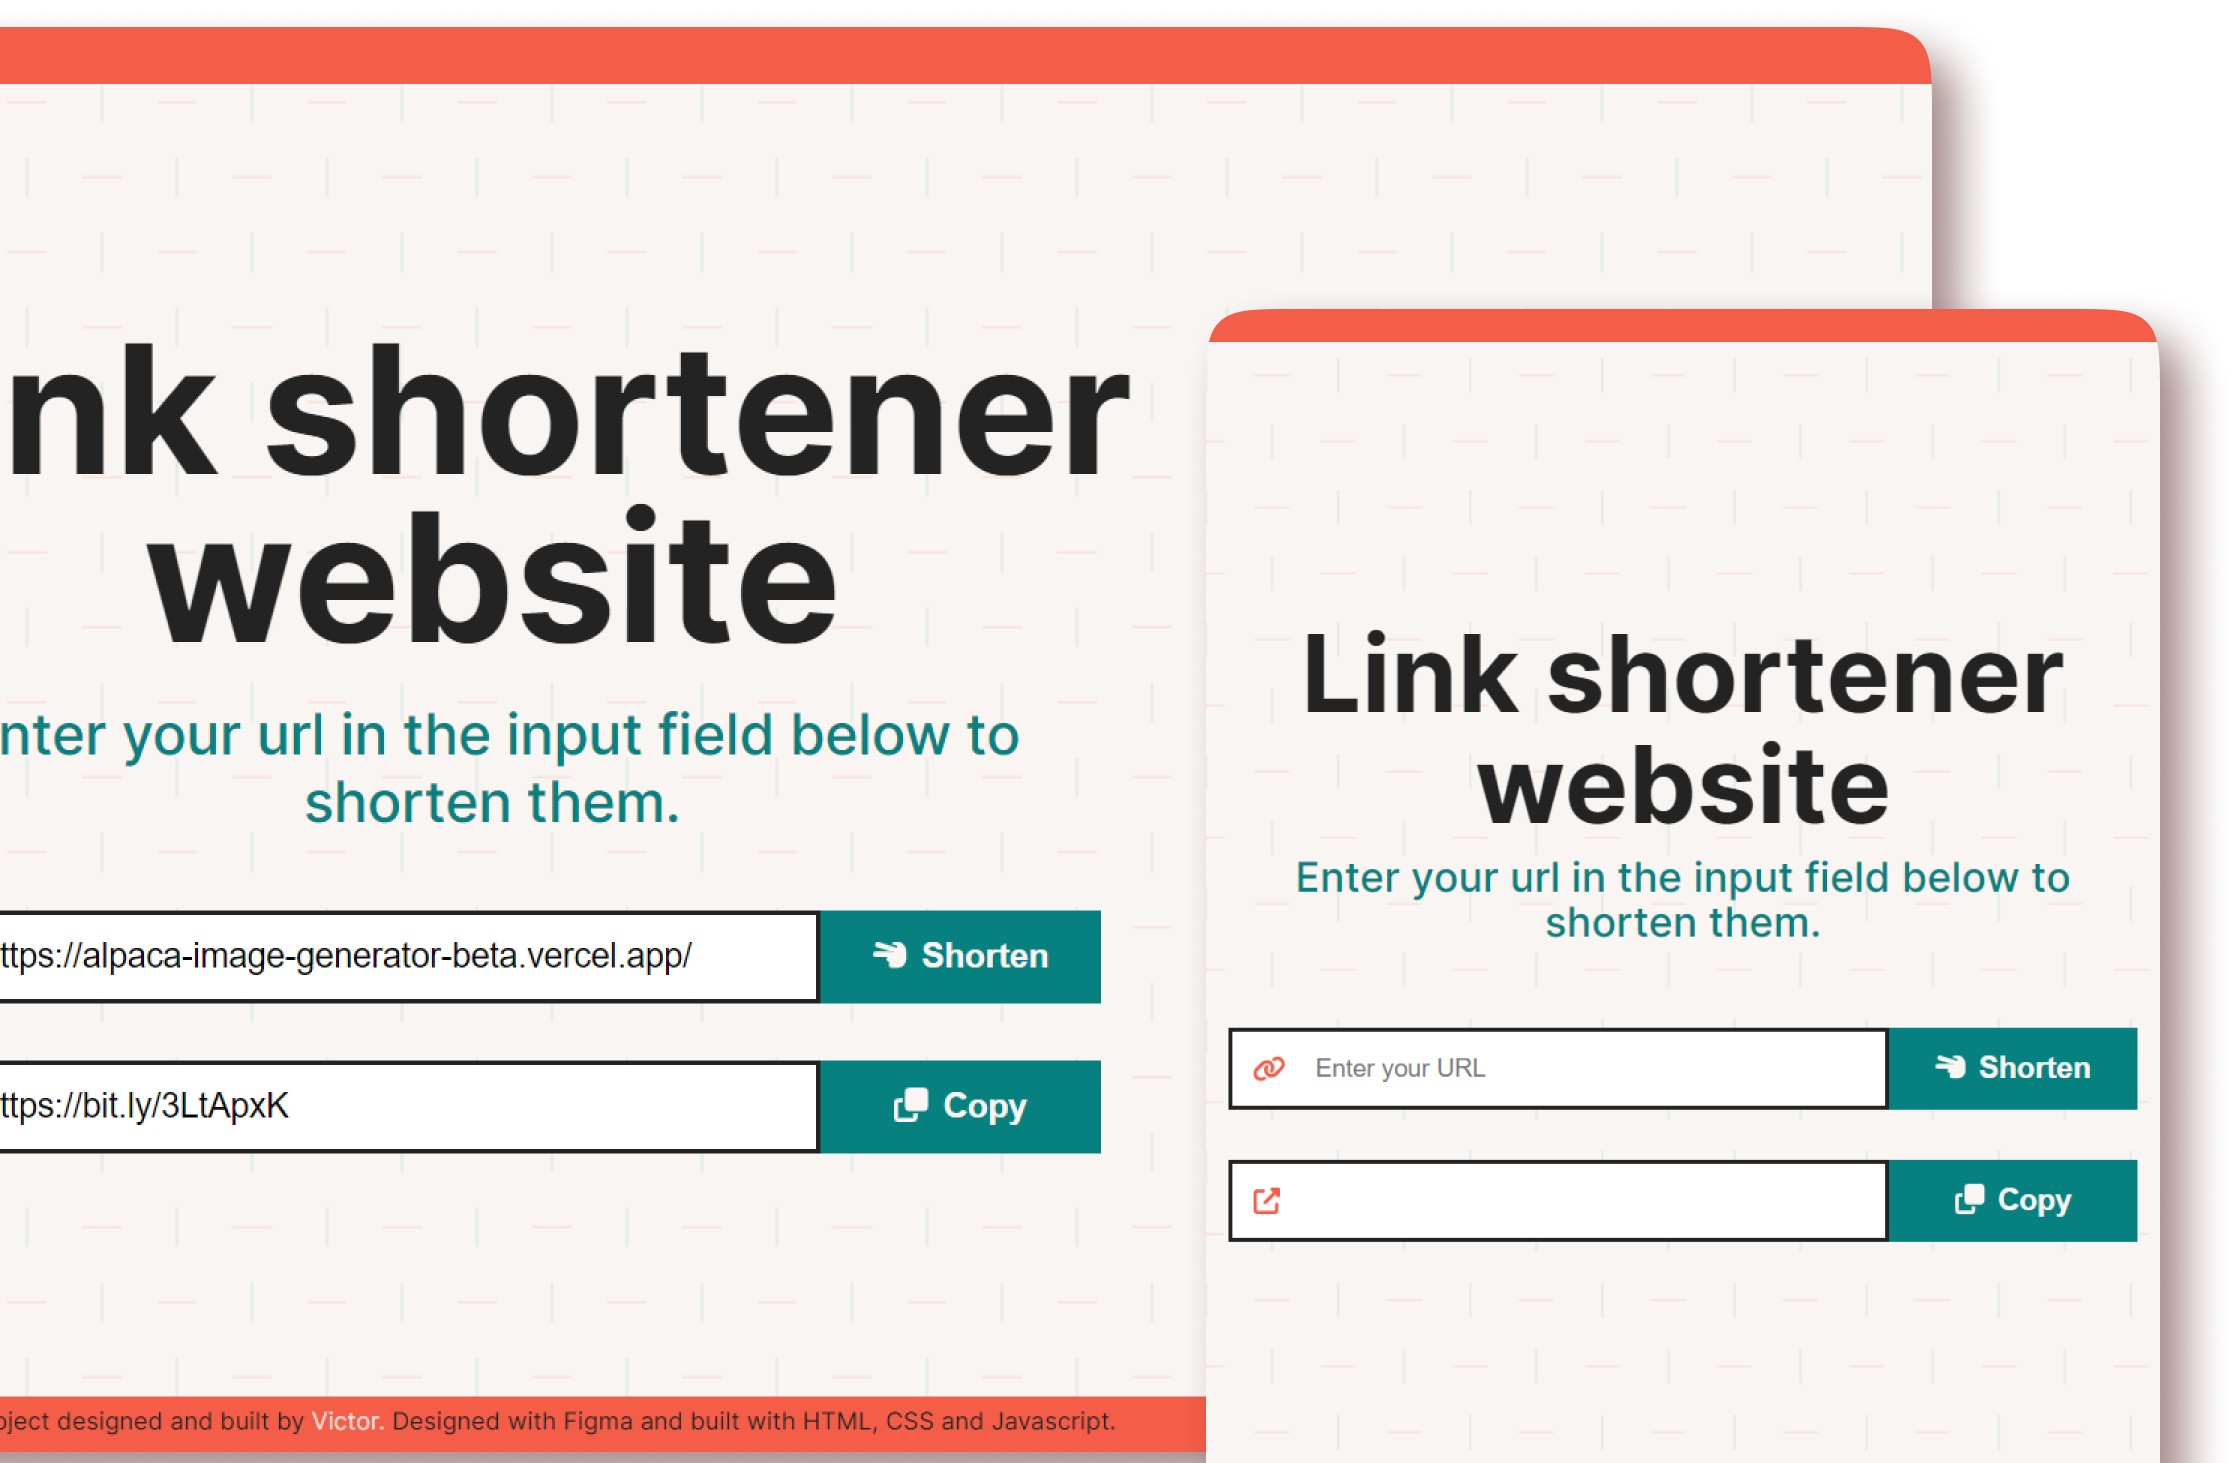 nk shortener
website
nter your url in the input field below to
shorten them.
ttps://alpaca-image-generator-beta.vercel.app/
Shorten
ttps://bit.ly/3LtApxK
Copy
oject designed and built by Victor. Designed with Figma and built with HTML, CSS and Javascript.
Link shortener
website
Enter your url in the input field below to
shorten them.
Enter your URL
Shorten
Copy